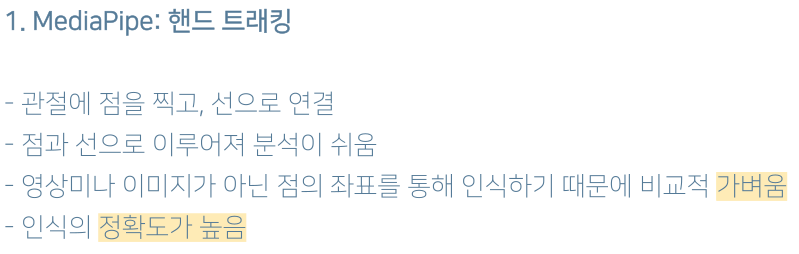 1. MediaPipe: 핸드 트래킹
- 관절에 점을 찍고, 선으로 연결
- 점과 선으로 이루어져 분석이 쉬움
- 영상미나 이미지가 아닌 점의 좌표를 통해 인식하기 때문에 비교적 가벼움
- 인식의 정확도가 높음